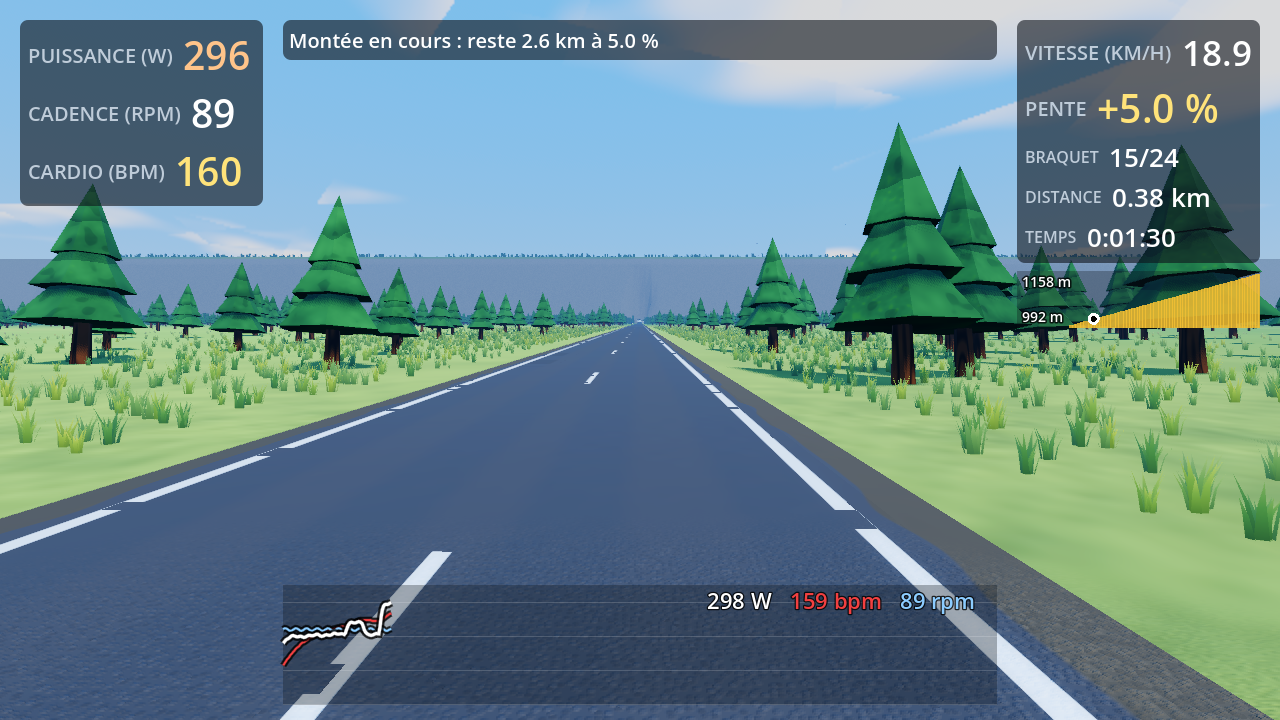 PUISSANCE (W) 296
CADENCE (RPM) 89
CARDIO (BPM) 160
Montée en cours : reste 2.6 km à 5.0 %
VITESSE (KM/H) 18.9
PENTE +5.0 %
BRAQUET 15/24
DISTANCE 0.38 km
TEMPS 0:01:30
1158 m
992 m
298 W 159 bpm 89 rpm